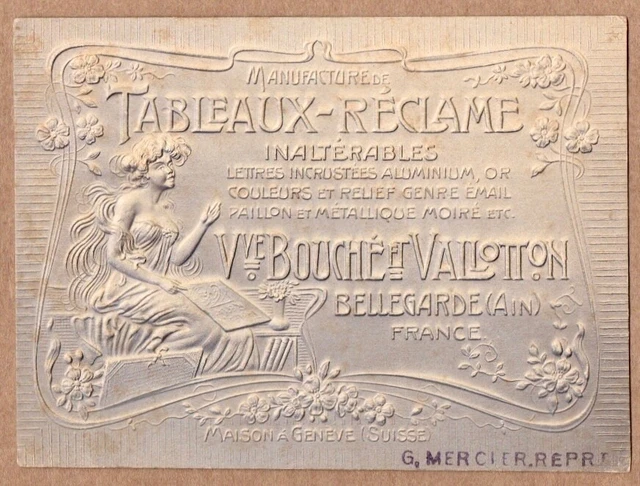 MANUFACTURE DE
TABLEAUX-RÉCLAME
INALTÉRABLES
LETTRES INCRUSTÉES ALUMINIUM, OR
COULEURS ET RELIEF GENRE EMAIL
PAILLON ET MÉTALLIQUE MOIRÉ ETC.
VVE BOUCHÉ ET VALLOTTON
BELLEGARDE (AIN)
FRANCE
MAISON À GENÈVE (SUISSE)
G. MERCIER. REPR